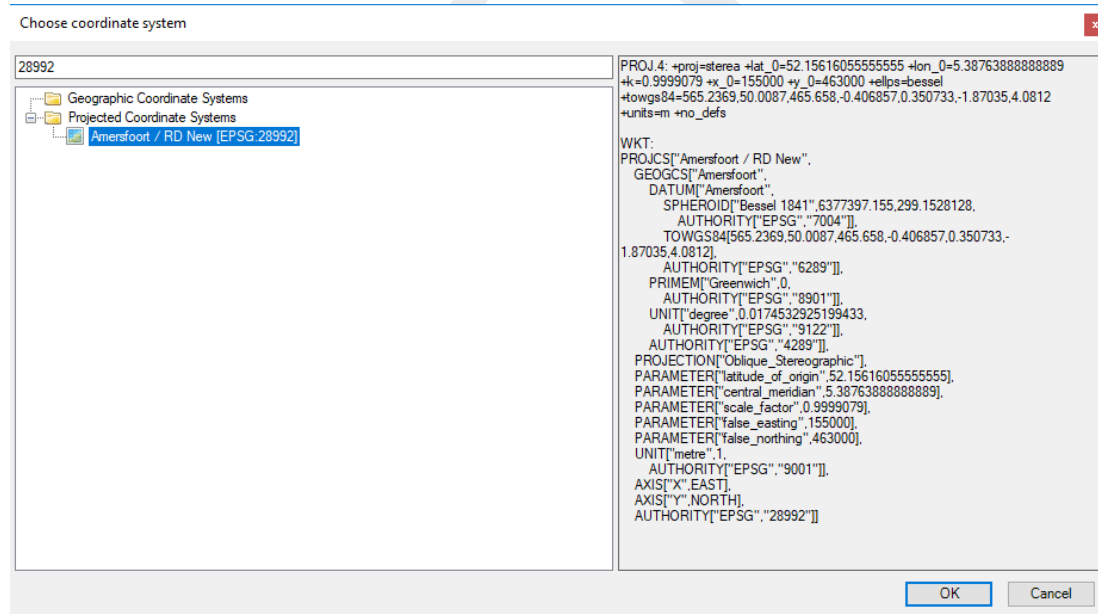 Choose coordinate system
x
28992
Geographic Coordinate Systems
Projected Coordinate Systems
Amersfoort / RD New [EPSG:28992]
PROJ.4: +proj=sterea +lat_0=52.15616055555555 +lon_0=5.38763888888889
+k=0.9999079 +x_0=155000 +y_0=463000 +ellps=bessel
+towgs84=565.2369,50.0087,465.658,-0.406857,0.350733,-1.87035,4.0812
+units=m +no_defs
WKT:
PROJCS["Amersfoort / RD New",
GEOGCS["Amersfoort",
DATUM["Amersfoort",
SPHEROID["Bessel 1841",6377397.155,299.1528128,
AUTHORITY["EPSG","7004"]],
TOWGS84[565.2369,50.0087,465.658,-0.406857,0.350733,-
1.87035,4.0812],
AUTHORITY["EPSG","6289"]],
PRIMEM["Greenwich",0,
AUTHORITY["EPSG","8901"]],
UNIT["degree",0.0174532925199433,
AUTHORITY["EPSG","9122"]],
AUTHORITY["EPSG","4289"]],
PROJECTION["Oblique_Stereographic"],
PARAMETER["latitude_of_origin",52.15616055555555],
PARAMETER["central_meridian",5.38763888888889],
PARAMETER["scale_factor",0.9999079],
PARAMETER["false_easting",155000],
PARAMETER["false_northing",463000],
UNIT["metre",1,
AUTHORITY["EPSG","9001"]],
AXIS["X",EAST],
AXIS["Y",NORTH],
AUTHORITY["EPSG","28992"]]
OK
Cancel